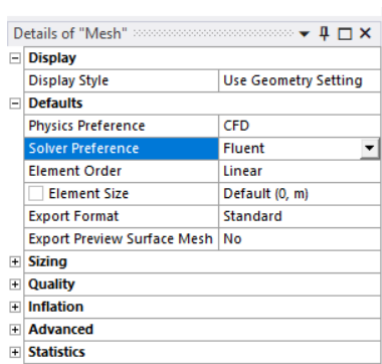 Details of "Mesh"
Display
Display Style Use Geometry Setting
Defaults
Physics Preference CFD
Solver Preference Fluent
Element Order Linear
Element Size Default (0, m)
Export Format Standard
Export Preview Surface Mesh No
Sizing
Quality
Inflation
Advanced
Statistics